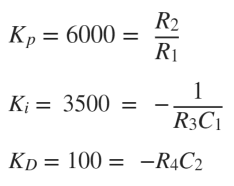 K_p = 6000 = R_2 / R_1
K_i = 3500 = − 1 / R_3C_1
K_D = 100 = −R_4C_2